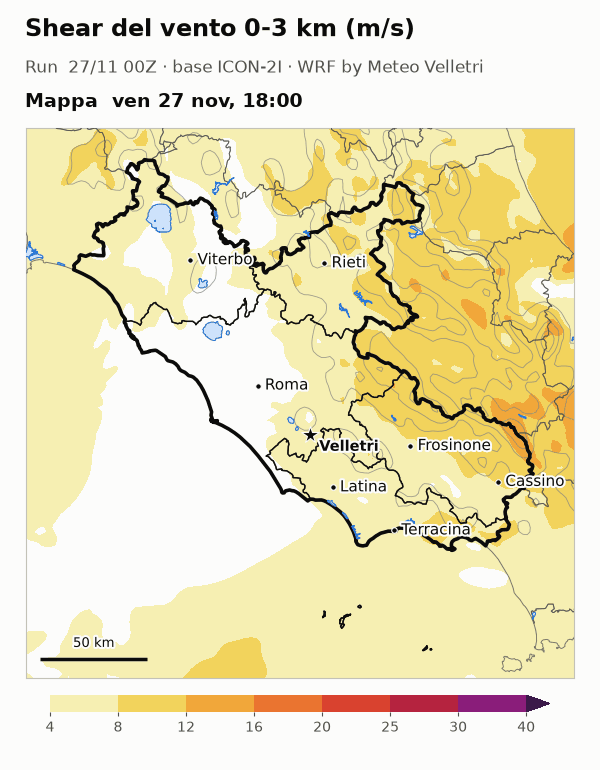 Shear del vento 0-3 km (m/s)
Run  27/11 00Z · base ICON-2I · WRF by Meteo Velletri
Mappa  ven 27 nov, 18:00
Viterbo
Rieti
Roma
Velletri
Frosinone
Latina
Cassino
Terracina
50 km
4 8 12 16 20 25 30 40